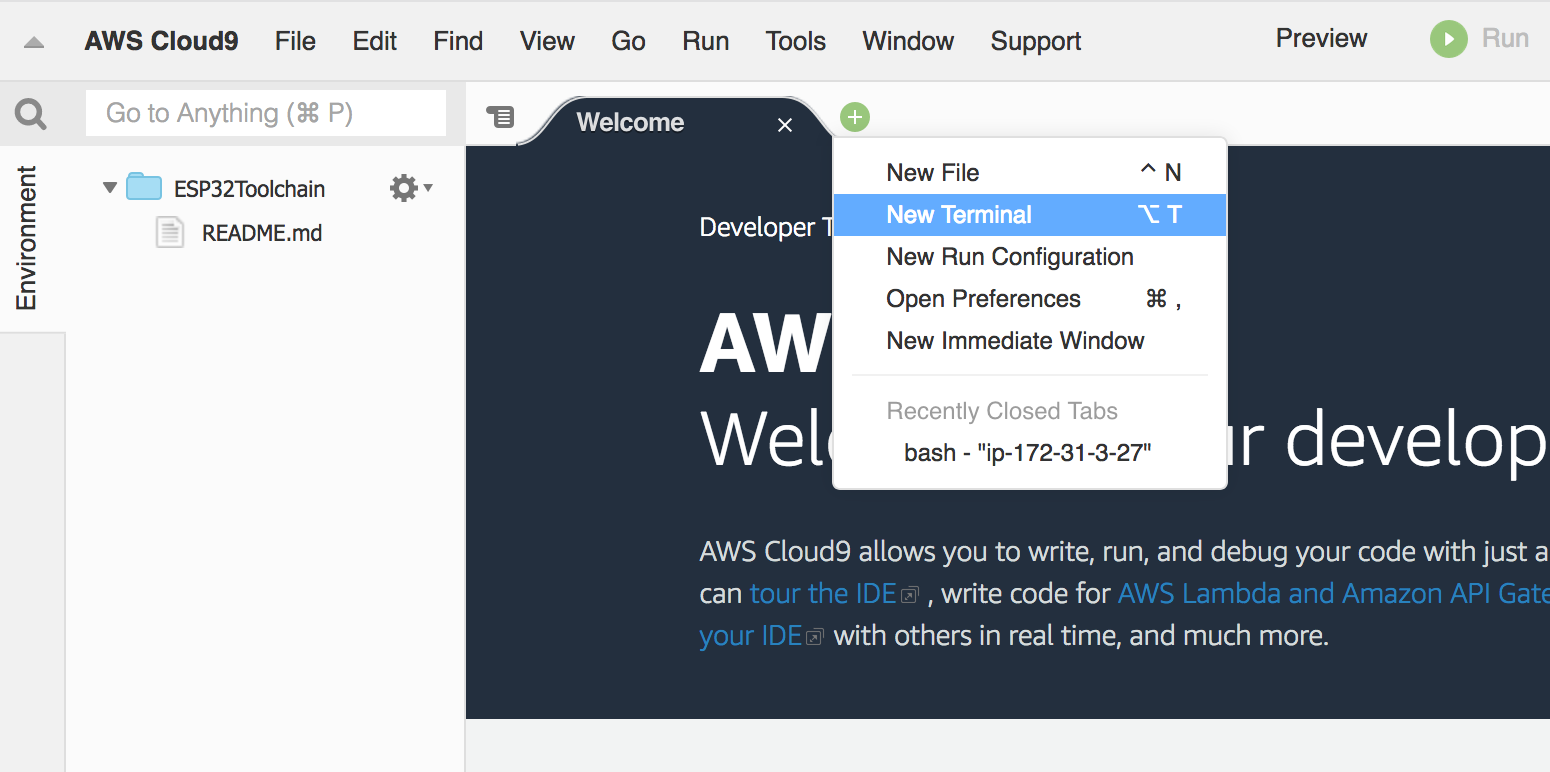 AWS Cloud9 File Edit Find View Go Run Tools Window Support Preview Run
Go to Anything (⌘ P)
Welcome
Environment
ESP32Toolchain
README.md
New File ^ N
New Terminal ⌥ T
New Run Configuration
Open Preferences ⌘ ,
New Immediate Window
Recently Closed Tabs
bash - "ip-172-31-3-27"
Developer
AW
Wel ur develop
AWS Cloud9 allows you to write, run, and debug your code with just a
can tour the IDE , write code for AWS Lambda and Amazon API Gate
your IDE with others in real time, and much more.